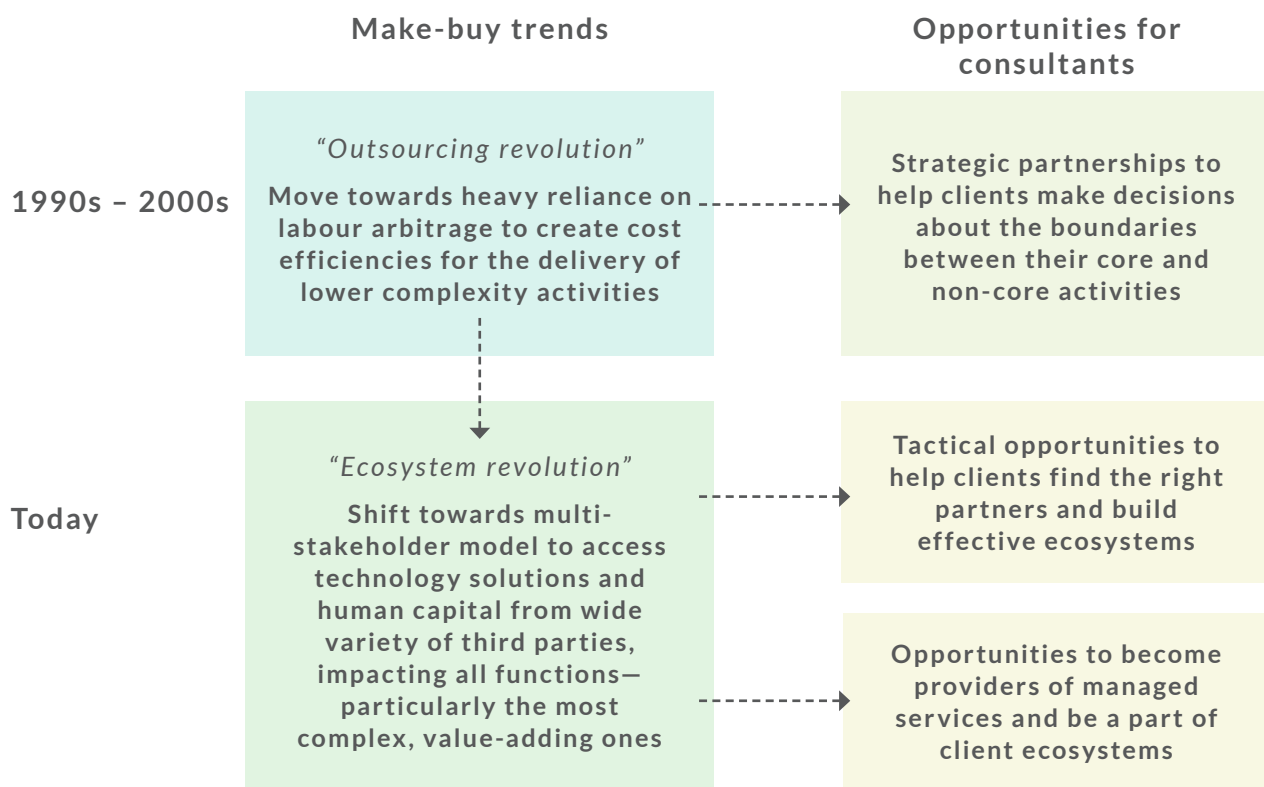 Make-buy trends
Opportunities for
consultants
1990s – 2000s
“Outsourcing revolution”
Move towards heavy reliance on
labour arbitrage to create cost
efficiencies for the delivery of
lower complexity activities
Strategic partnerships to
help clients make decisions
about the boundaries
between their core and
non-core activities
Today
“Ecosystem revolution”
Shift towards multi-
stakeholder model to access
technology solutions and
human capital from wide
variety of third parties,
impacting all functions—
particularly the most
complex, value-adding ones
Tactical opportunities to
help clients find the right
partners and build
effective ecosystems
Opportunities to become
providers of managed
services and be a part of
client ecosystems